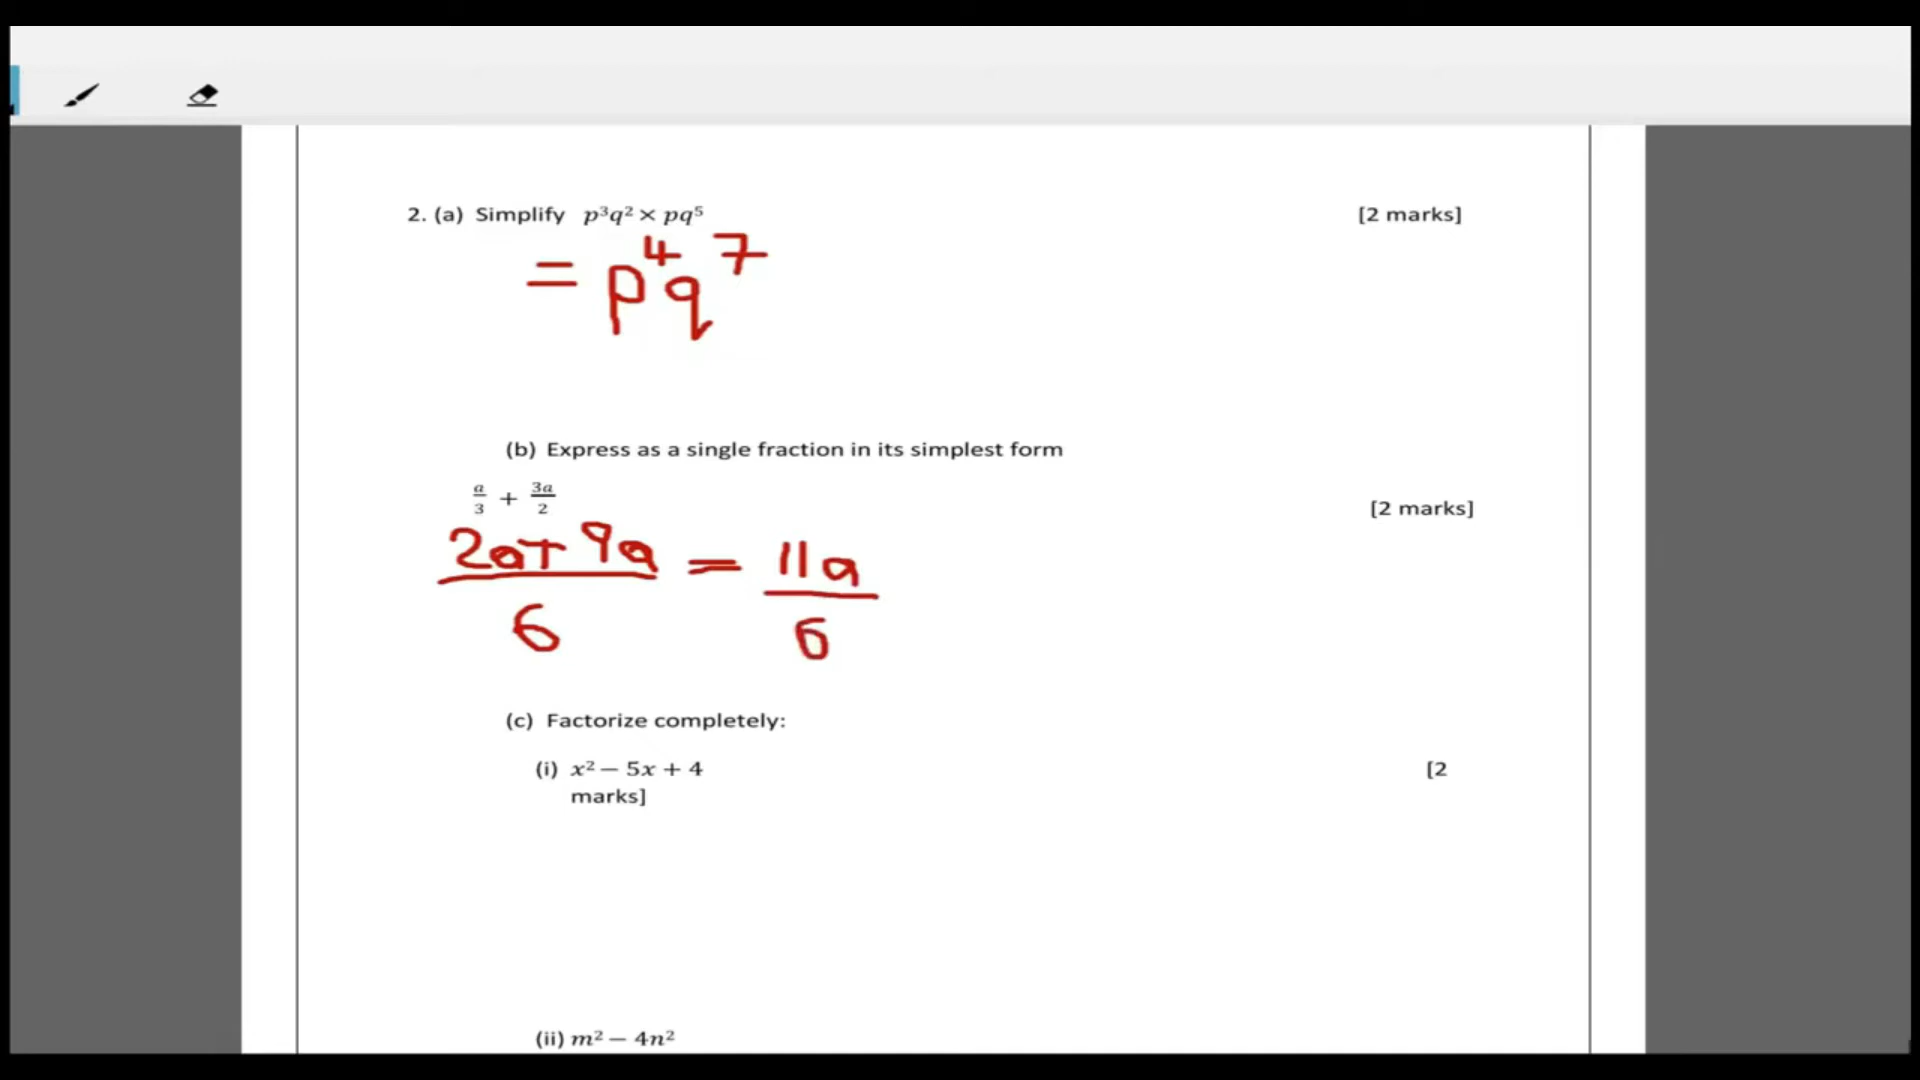 2. (a) Simplify p³q² × pq⁵ [2 marks]
= p⁴q⁷
(b) Express as a single fraction in its simplest form
a/3 + 3a/2 [2 marks]
2a + 9a/6 = 11a/6
(c) Factorize completely:
(i) x² − 5x + 4 [2
marks]
(ii) m² − 4n²